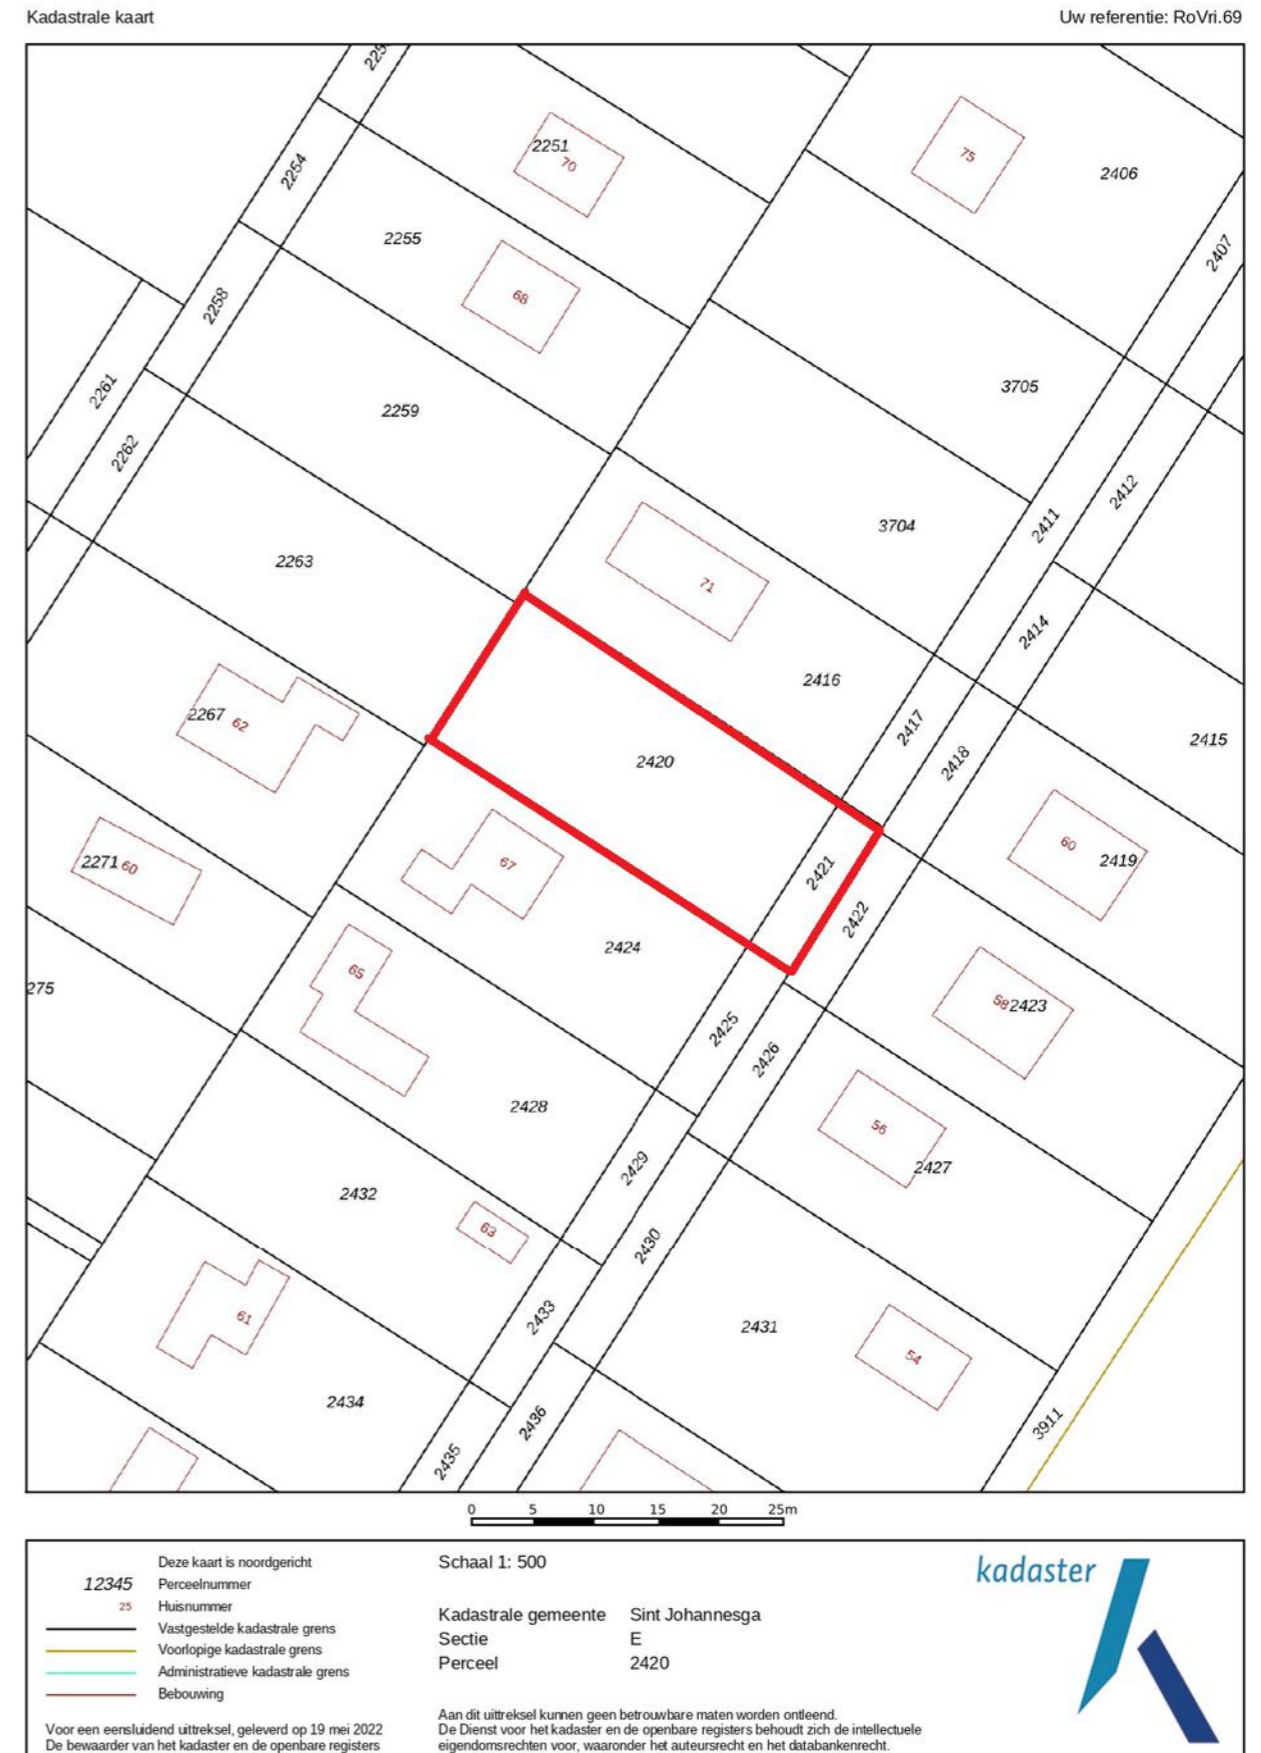 Kadastrale kaart
Uw referentie: RoVri.69
2251
70
75
2406
2254
2255
68
2407
2258
2261
2259
3705
2262
2412
2411
3704
2263
71
2414
2416
2267
62
2417
2415
2420
2418
2271
60
67
60
2419
2421
2422
2424
65
275
58
2423
2425
2426
2428
56
2427
2429
2432
63
2430
61
2433
2431
54
2434
2436
2435
3911
0 5 10 15 20 25m
Deze kaart is noordgericht
12345 Perceelnummer
25 Huisnummer
Vastgestelde kadastrale grens
Voorlopige kadastrale grens
Administratieve kadastrale grens
Bebouwing
Voor een eensluidend uittreksel, geleverd op 19 mei 2022
De bewaarder van het kadaster en de openbare registers
Schaal 1: 500
Kadastrale gemeente Sint Johannesga
Sectie E
Perceel 2420
Aan dit uittreksel kunnen geen betrouwbare maten worden ontleend.
De Dienst voor het kadaster en de openbare registers behoudt zich de intellectuele
eigendomsrechten voor, waaronder het auteursrecht en het databankenrecht.
kadaster